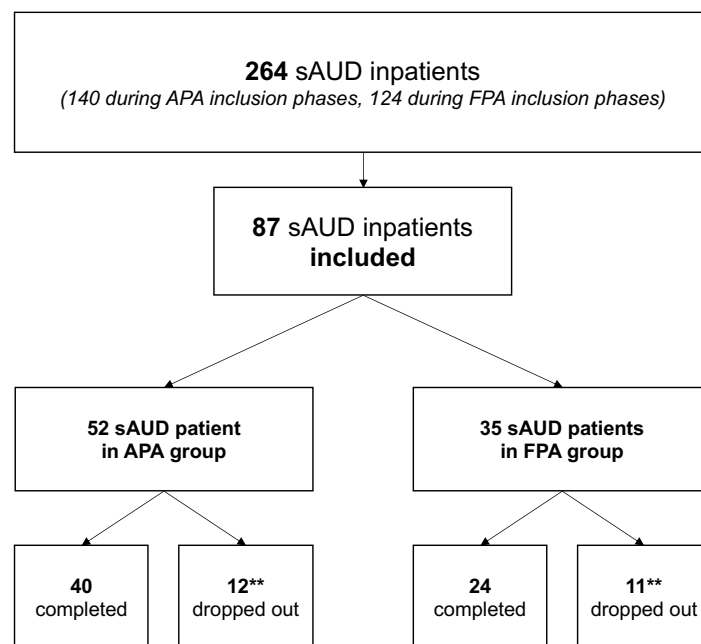 264 sAUD inpatients
(140 during APA inclusion phases, 124 during FPA inclusion phases)
87 sAUD inpatients
included
52 sAUD patient
in APA group
35 sAUD patients
in FPA group
40
completed
12**
dropped out
24
completed
11**
dropped out